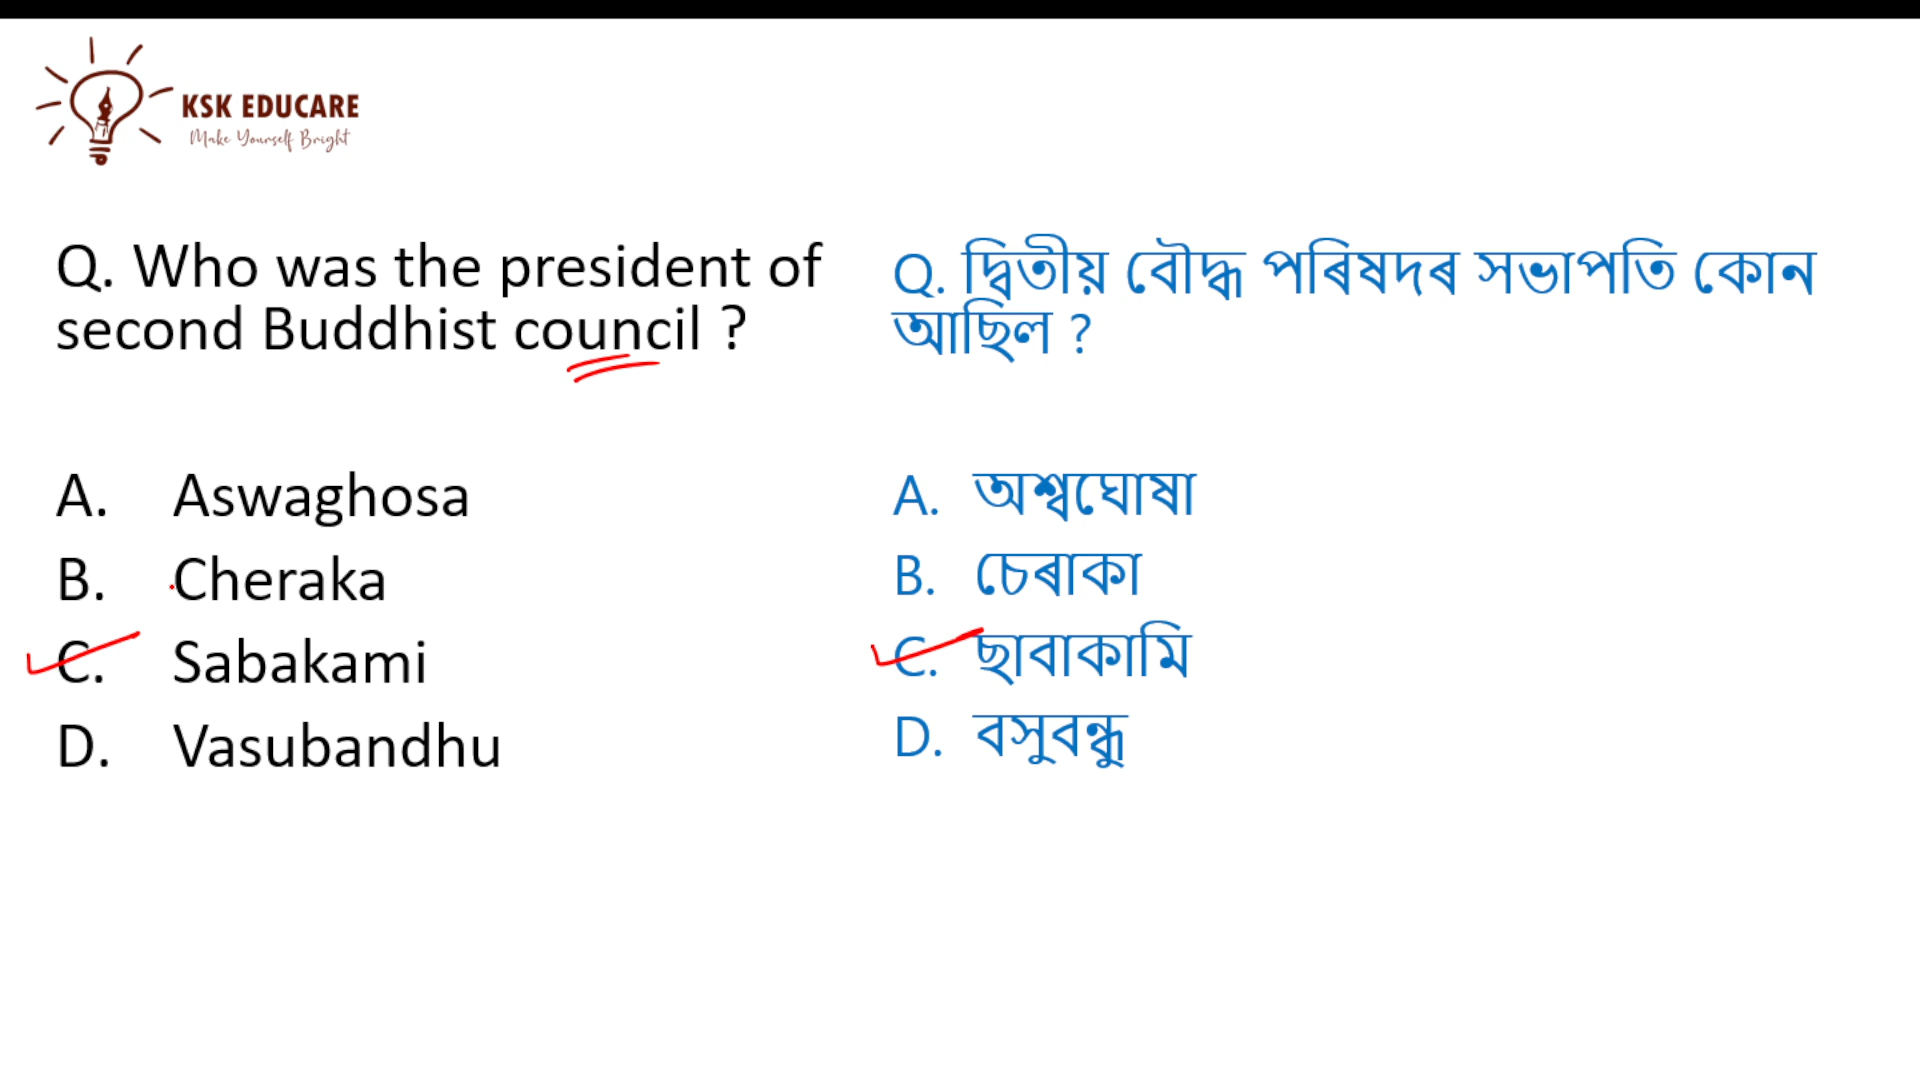 KSK EDUCARE
Make Yourself Bright
Q. Who was the president of
second Buddhist council ?
A. Aswaghosa
B. Cheraka
C. Sabakami
D. Vasubandhu
Q. দ্বিতীয় বৌদ্ধ পৰিষদৰ সভাপতি কোন
আছিল ?
A. অশ্বঘোষা
B. চেৰাকা
C. ছাবাকামি
D. বসুবন্ধু